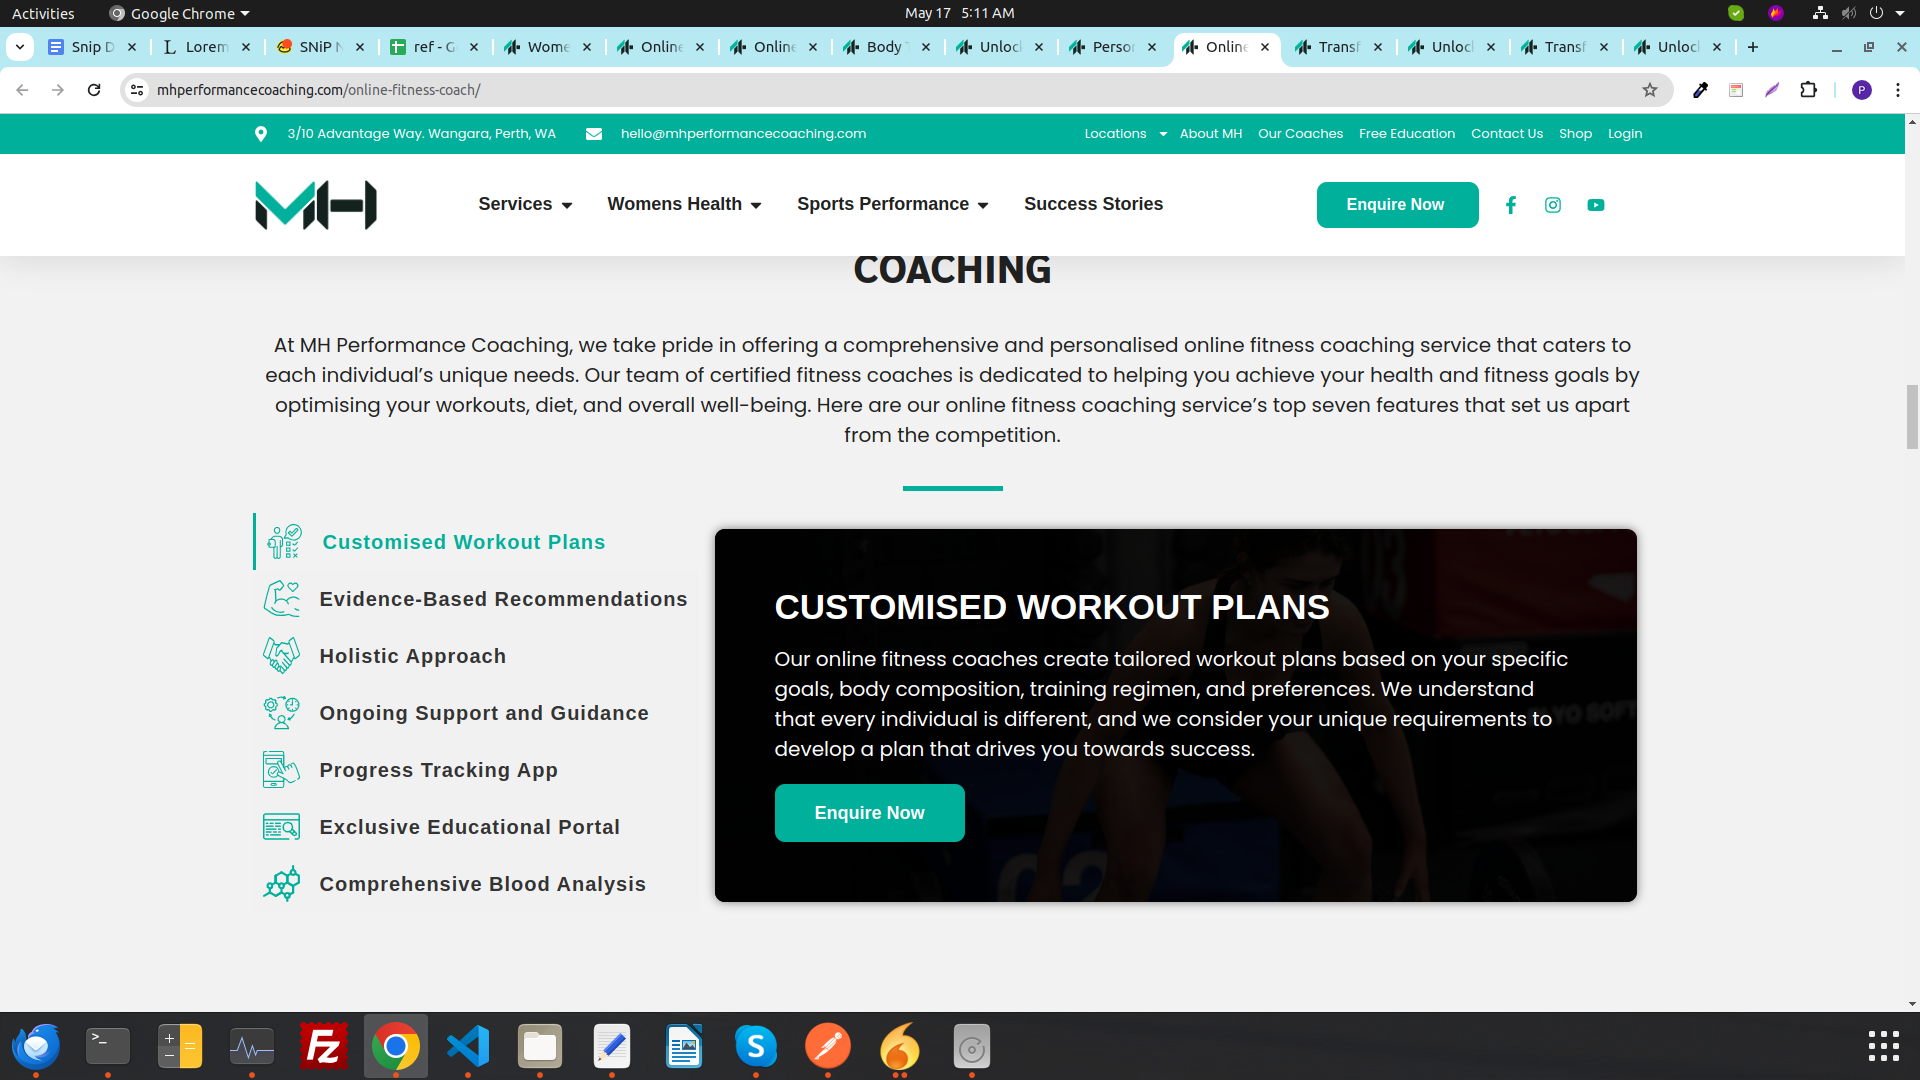 Activities
Google Chrome
May 17 5:11 AM
Snip D
Lorem
SNiP N
ref - G
Wome
Online
Online
Body
Unloc
Person
Online
Transf
Unloc
Transf
Unloc
mhperformancecoaching.com/online-fitness-coach/
P
3/10 Advantage Way. Wangara, Perth, WA
hello@mhperformancecoaching.com
Locations
About MH
Our Coaches
Free Education
Contact Us
Shop
Login
MH
Services
Womens Health
Sports Performance
Success Stories
Enquire Now
COACHING
At MH Performance Coaching, we take pride in offering a comprehensive and personalised online fitness coaching service that caters to
each individual’s unique needs. Our team of certified fitness coaches is dedicated to helping you achieve your health and fitness goals by
optimising your workouts, diet, and overall well-being. Here are our online fitness coaching service’s top seven features that set us apart
from the competition.
Customised Workout Plans
Evidence-Based Recommendations
Holistic Approach
Ongoing Support and Guidance
Progress Tracking App
Exclusive Educational Portal
Comprehensive Blood Analysis
CUSTOMISED WORKOUT PLANS
Our online fitness coaches create tailored workout plans based on your specific
goals, body composition, training regimen, and preferences. We understand
that every individual is different, and we consider your unique requirements to
develop a plan that drives you towards success.
Enquire Now
03
02